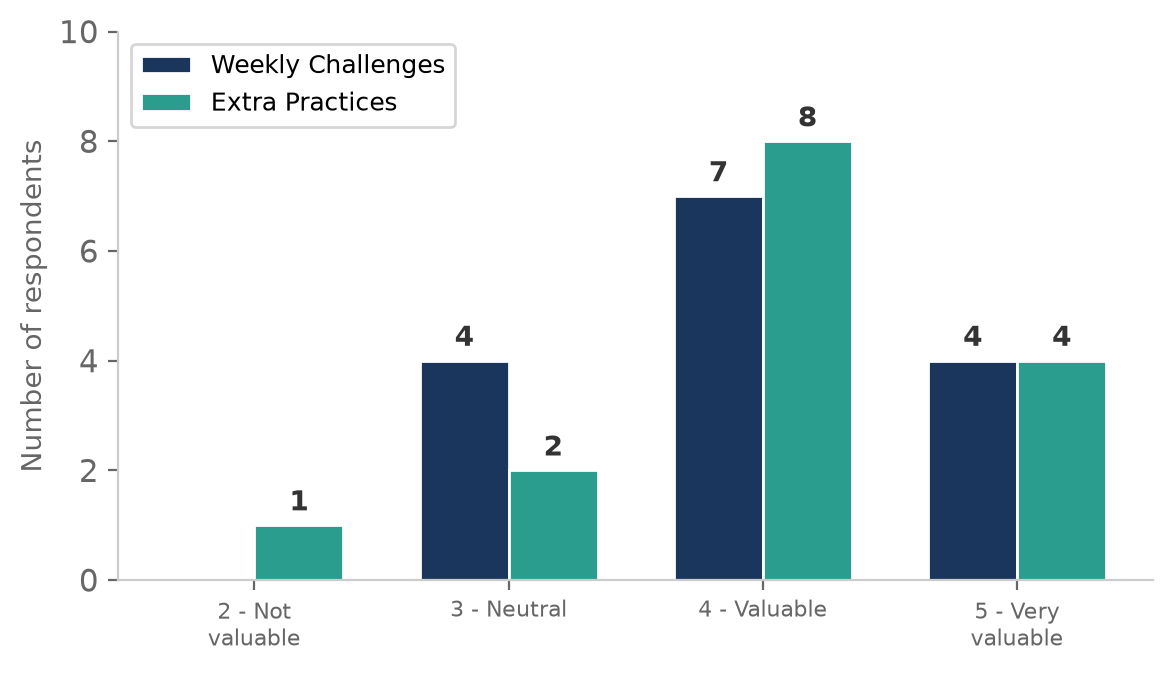 10
8
6
4
2
0
Number of respondents
Weekly Challenges
Extra Practices
1
4
2
7
8
4
4
2 - Not
valuable
3 - Neutral
4 - Valuable
5 - Very
valuable